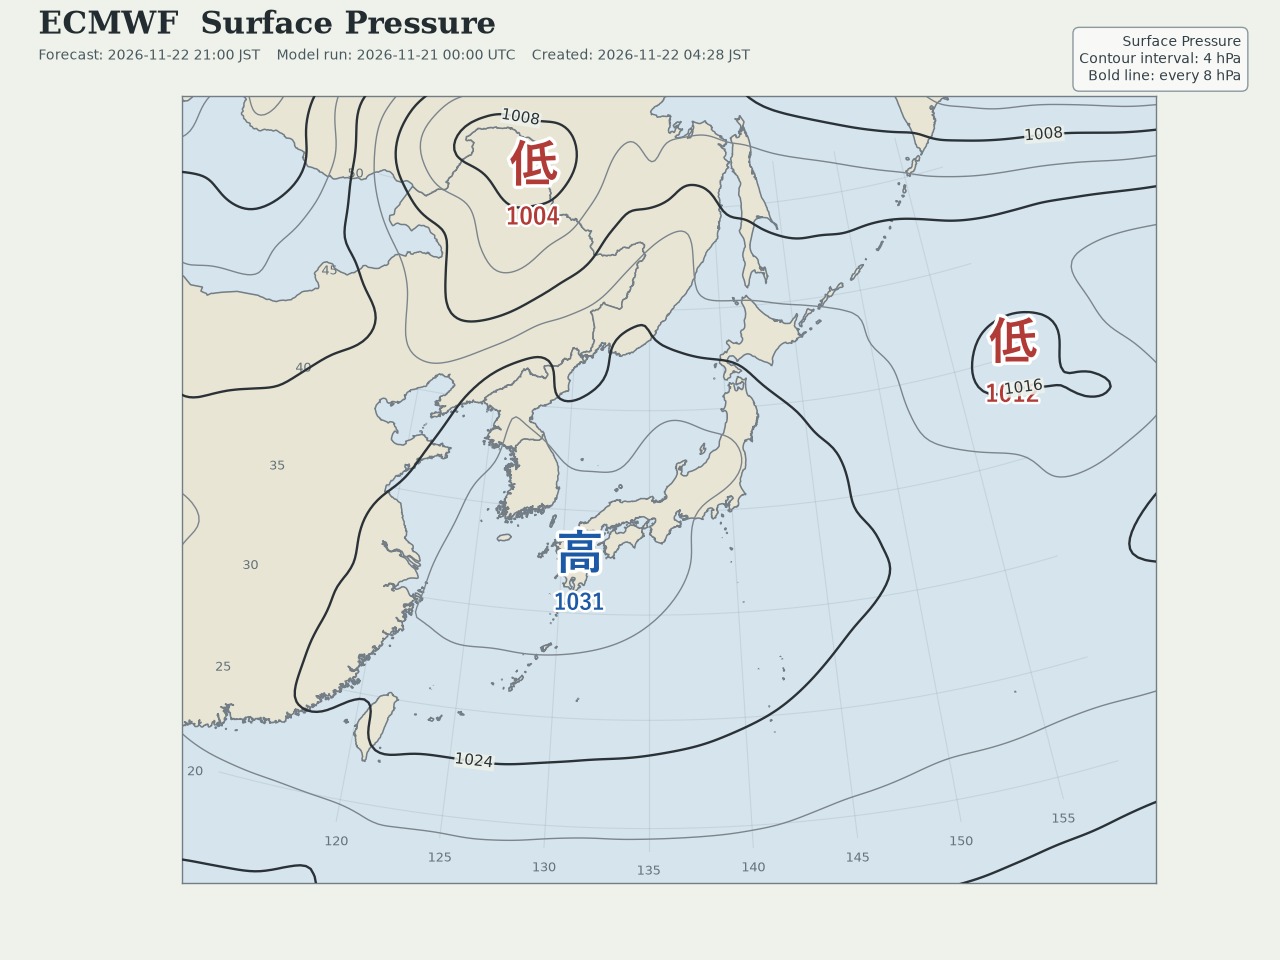 ECMWF  Surface Pressure
Forecast: 2026-11-22 21:00 JST    Model run: 2026-11-21 00:00 UTC    Created: 2026-11-22 04:28 JST
Surface Pressure
Contour interval: 4 hPa
Bold line: every 8 hPa
1008
1008
低
1004
50
45
低
1012
1016
40
35
高
1031
30
25
1024
20
120
125
130
135
140
145
150
155